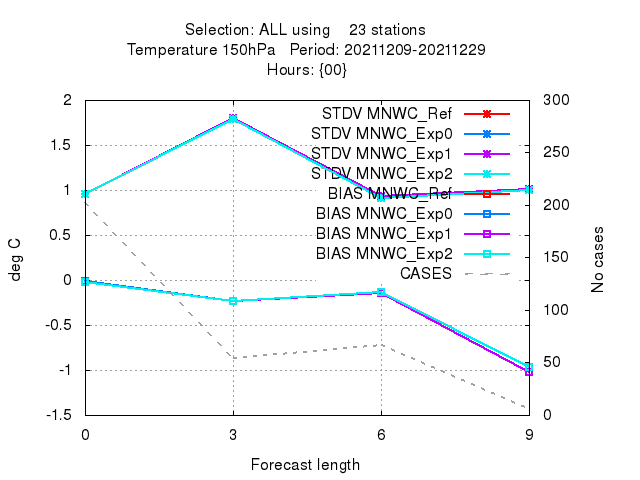 Selection: ALL using 23 stations
Temperature 150hPa Period: 20211209-20211229
Hours: {00}
2
1.5
1
0.5
0
-0.5
-1
-1.5
300
250
200
150
100
50
0
STDV MNWC_Ref
STDV MNWC_Exp0
STDV MNWC_Exp1
STDV MNWC_Exp2
BIAS MNWC_Ref
BIAS MNWC_Exp0
BIAS MNWC_Exp1
BIAS MNWC_Exp2
CASES
deg C
No cases
0 3 6 9
Forecast length